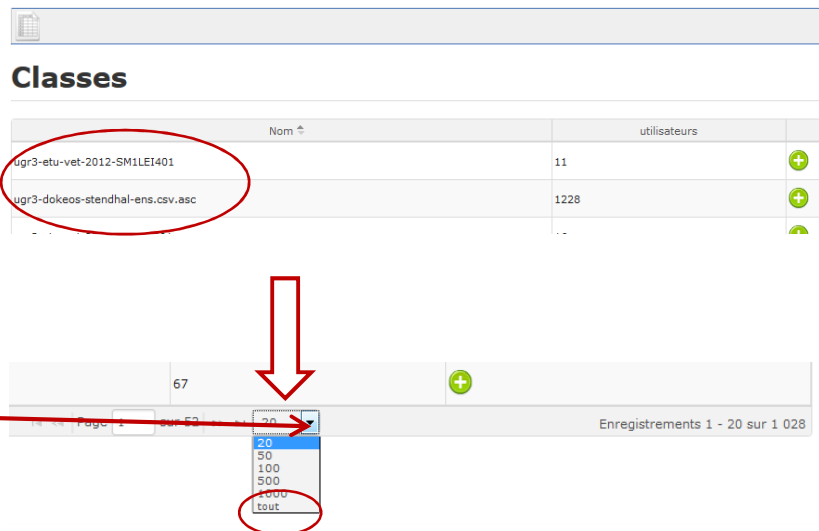 Classes
Nom utilisateurs
ugr3-etu-vet-2012-SM1LEI401 11
ugr3-dokeos-stendhal-ens.csv.asc 1228
67
Page 1 sur 52 20 Enregistrements 1 - 20 sur 1 028
20
50
100
500
1000
tout